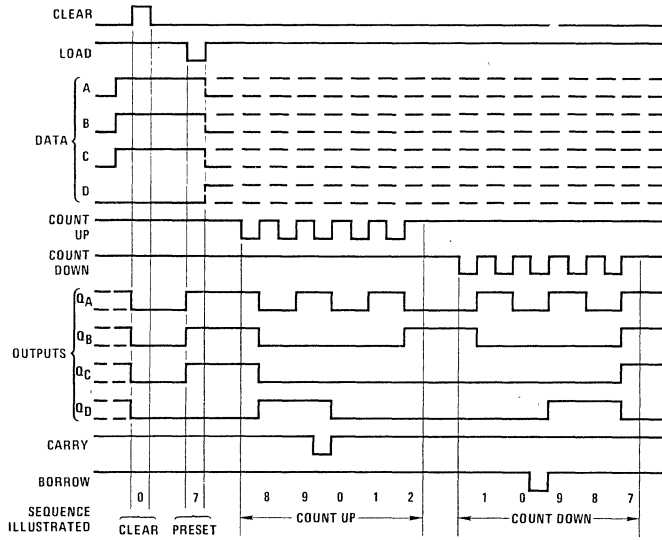 CLEAR
LOAD
DATA
A
B
C
D
COUNT
UP
COUNT
DOWN
OUTPUTS
QA
QB
QC
QD
CARRY
BORROW
0 7 8 9 0 1 2 1 0 9 8 7
SEQUENCE
ILLUSTRATED
CLEAR PRESET COUNT UP COUNT DOWN